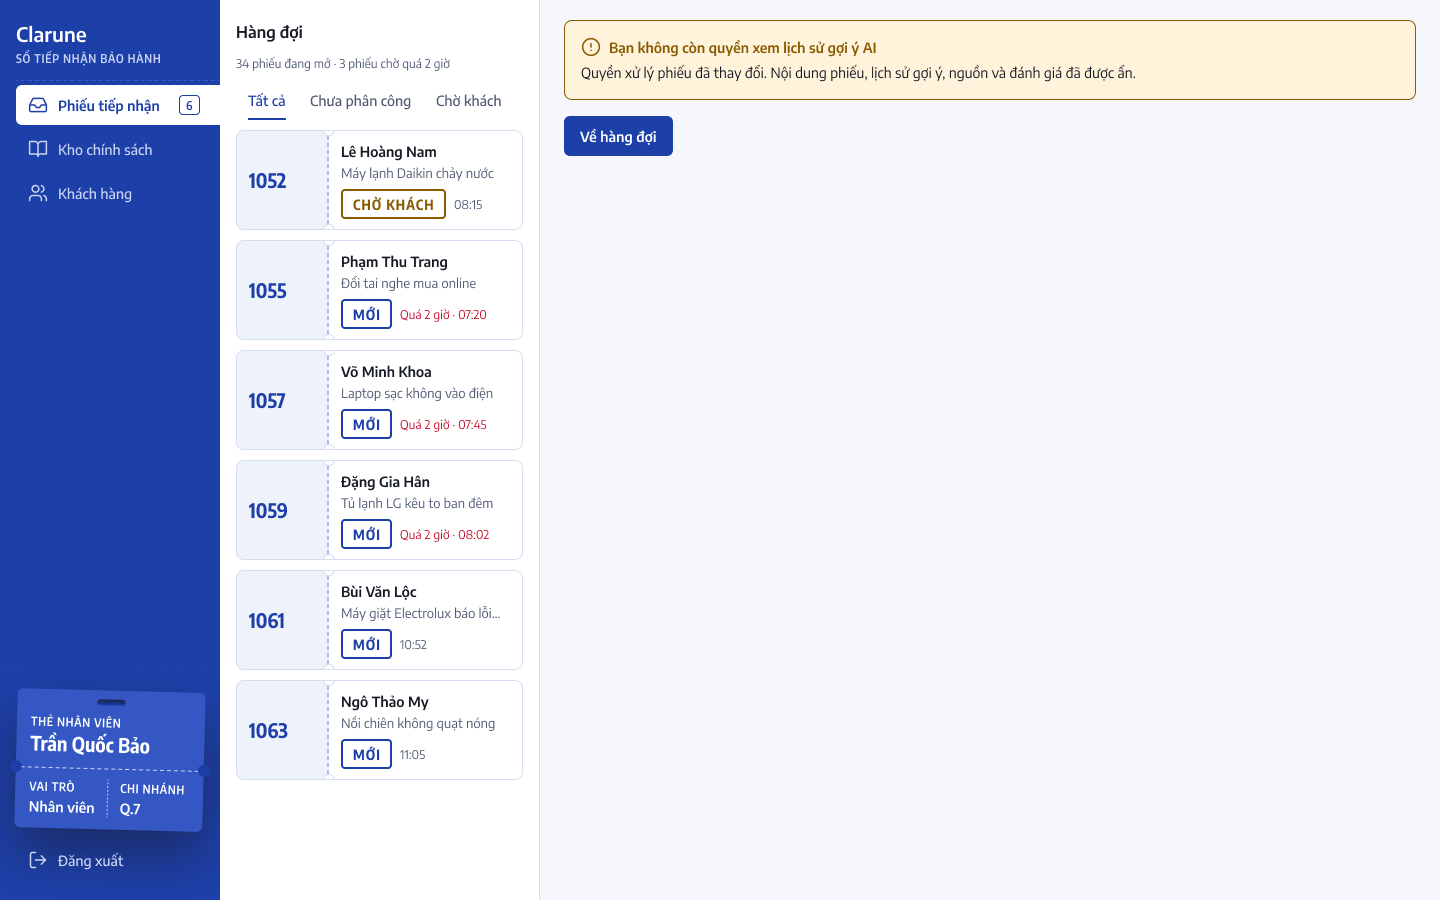 Clarune
SỔ TIẾP NHẬN BẢO HÀNH
Phiếu tiếp nhận 6
Kho chính sách
Khách hàng
THẺ NHÂN VIÊN
Trần Quốc Bảo
VAI TRÒ CHI NHÁNH
Nhân viên Q.7
Đăng xuất
Hàng đợi
34 phiếu đang mở · 3 phiếu chờ quá 2 giờ
Tất cả Chưa phân công Chờ khách
1052
Lê Hoàng Nam
Máy lạnh Daikin chảy nước
CHỜ KHÁCH 08:15
1055
Phạm Thu Trang
Đổi tai nghe mua online
MỚI Quá 2 giờ · 07:20
1057
Võ Minh Khoa
Laptop sạc không vào điện
MỚI Quá 2 giờ · 07:45
1059
Đặng Gia Hân
Tủ lạnh LG kêu to ban đêm
MỚI Quá 2 giờ · 08:02
1061
Bùi Văn Lộc
Máy giặt Electrolux báo lỗi...
MỚI 10:52
1063
Ngô Thảo My
Nồi chiên không quạt nóng
MỚI 11:05
Bạn không còn quyền xem lịch sử gợi ý AI
Quyền xử lý phiếu đã thay đổi. Nội dung phiếu, lịch sử gợi ý, nguồn và đánh giá đã được ẩn.
Về hàng đợi